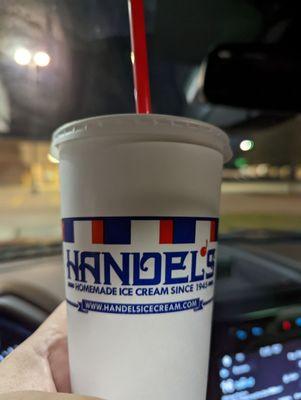 HANDEL'S
HOMEMADE ICE CREAM SINCE 1945
WWW.HANDELSICECREAM.COM